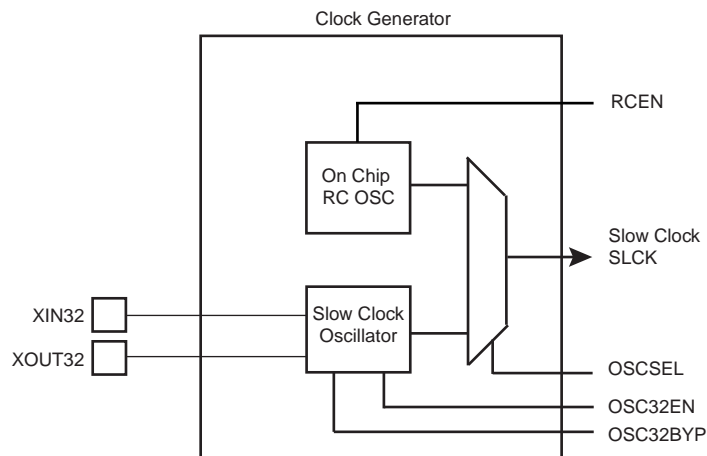 Clock Generator
RCEN
On Chip
RC OSC
Slow Clock
SLCK
XIN32
Slow Clock
Oscillator
XOUT32
OSCSEL
OSC32EN
OSC32BYP